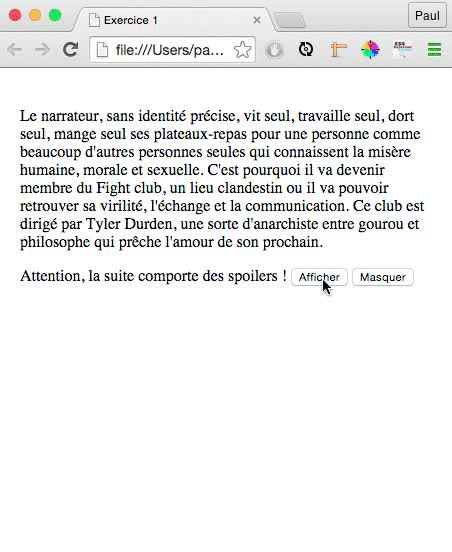 Exercice 1
Paul
file:///Users/pa...
Le narrateur, sans identité précise, vit seul, travaille seul, dort
seul, mange seul ses plateaux-repas pour une personne comme
beaucoup d'autres personnes seules qui connaissent la misère
humaine, morale et sexuelle. C'est pourquoi il va devenir
membre du Fight club, un lieu clandestin ou il va pouvoir
retrouver sa virilité, l'échange et la communication. Ce club est
dirigé par Tyler Durden, une sorte d'anarchiste entre gourou et
philosophe qui prêche l'amour de son prochain.
Attention, la suite comporte des spoilers ! Afficher Masquer